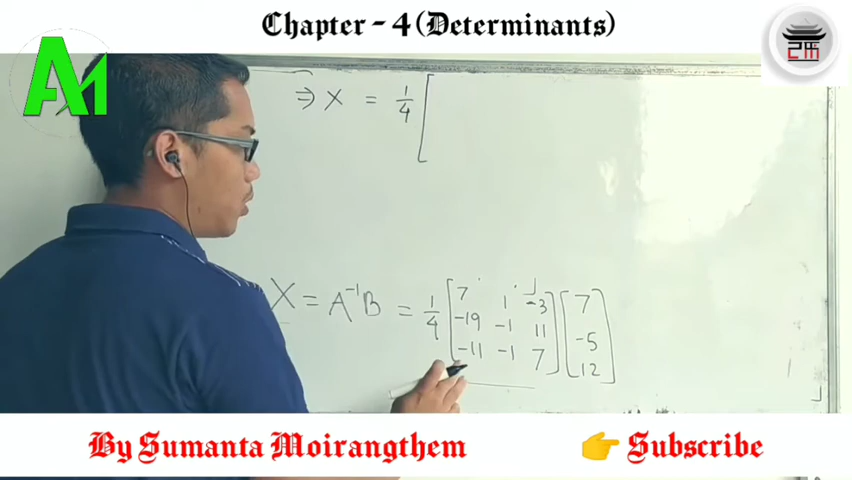 Chapter - 4 (Determinants)
A1
⇒ X = 1/4 [
X = A⁻¹B = 1/4 [ 7 1 -3 ] [ 7 ]
[ -19 -1 11 ] [ -5 ]
[ -11 -1 7 ] [ 12 ]
By Sumanta Moirangthem 👉 Subscribe